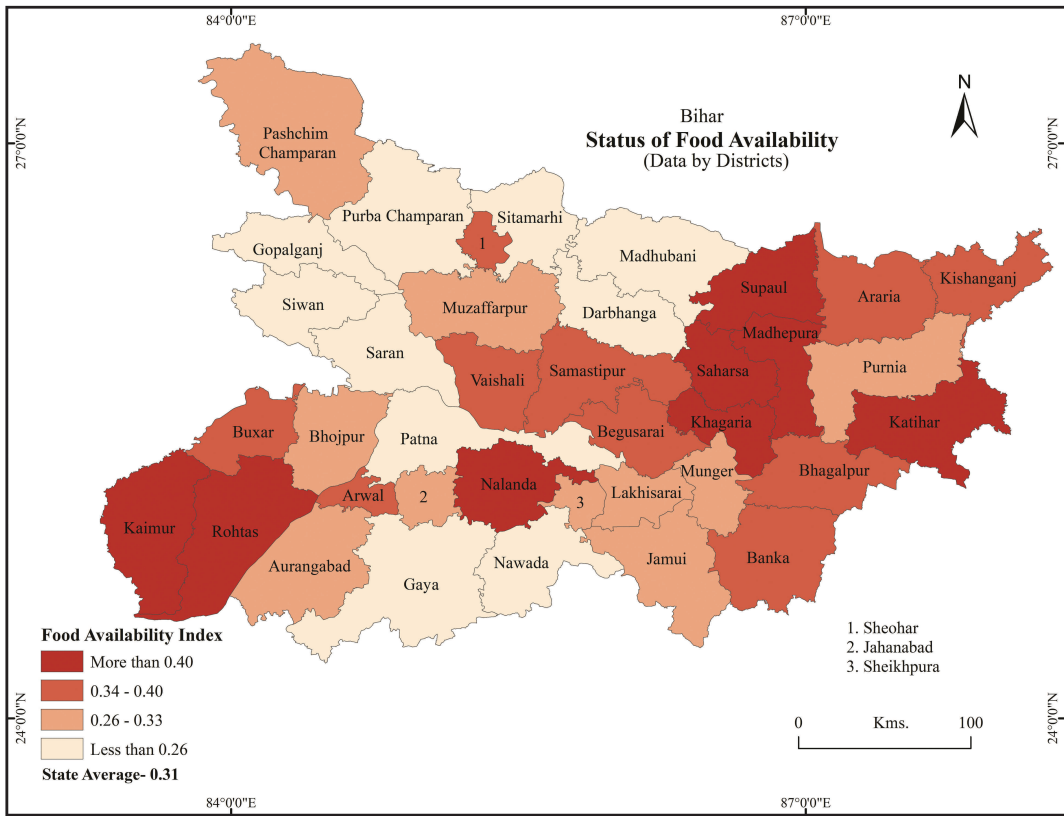 84°0'0"E
87°0'0"E
N
Bihar
Status of Food Availability
(Data by Districts)
27°0'0"N
27°0'0"N
Pashchim
Champaran
Purba Champaran
Sitamarhi
1
Gopalganj
Madhubani
Siwan
Muzaffarpur
Darbhanga
Supaul
Araria
Kishanganj
Madhepura
Saran
Vaishali
Samastipur
Saharsa
Purnia
Buxar
Bhojpur
Patna
Begusarai
Khagaria
Katihar
Munger
Bhagalpur
Kaimur
Rohtas
Arwal
2
Nalanda
3
Lakhisarai
Aurangabad
Gaya
Nawada
Jamui
Banka
Food Availability Index
More than 0.40
0.34 - 0.40
0.26 - 0.33
Less than 0.26
State Average- 0.31
1. Sheohar
2. Jahanabad
3. Sheikhpura
0 Kms. 100
24°0'0"N
24°0'0"N
84°0'0"E
87°0'0"E